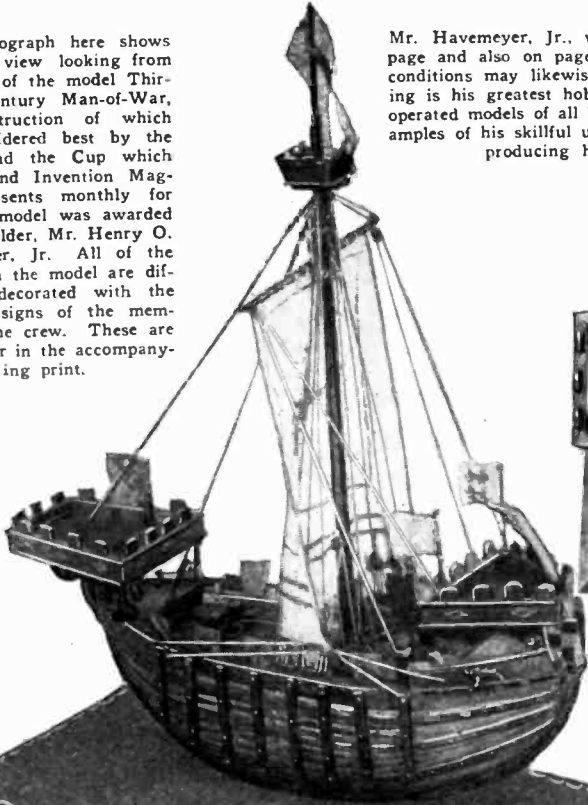 ograph here shows
view looking from
of the model Thir-
ntury Man-of-War,
struction of which
dered best by the
nd the Cup which
nd Invention Mag-
sents monthly for
model was awarded
lder, Mr. Henry O.
er, Jr. All of the
n the model are dif-
decorated with the
signs of the mem-
ne crew. These are
r in the accompany-
ing print.
Mr. Havemeyer, Jr.,
page and also on page
conditions may likewis
ing is his greatest hob
operated models of all
amples of his skillful u
producing h